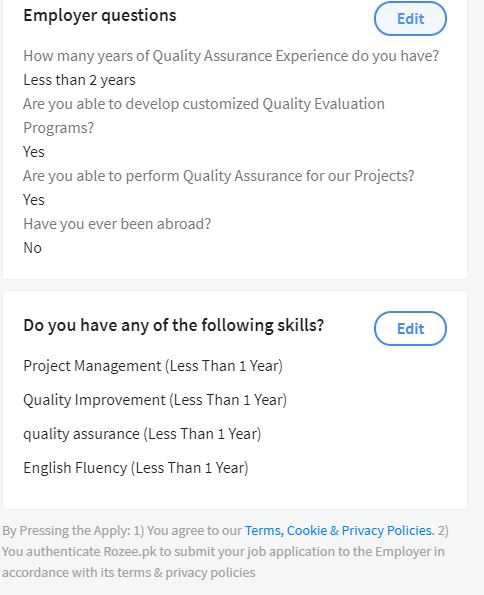 Employer questions
Edit
How many years of Quality Assurance Experience do you have?
Less than 2 years
Are you able to develop customized Quality Evaluation
Programs?
Yes
Are you able to perform Quality Assurance for our Projects?
Yes
Have you ever been abroad?
No
Do you have any of the following skills?
Edit
Project Management (Less Than 1 Year)
Quality Improvement (Less Than 1 Year)
quality assurance (Less Than 1 Year)
English Fluency (Less Than 1 Year)
By Pressing the Apply: 1) You agree to our Terms, Cookie & Privacy Policies. 2)
You authenticate Rozee.pk to submit your job application to the Employer in
accordance with its terms & privacy policies